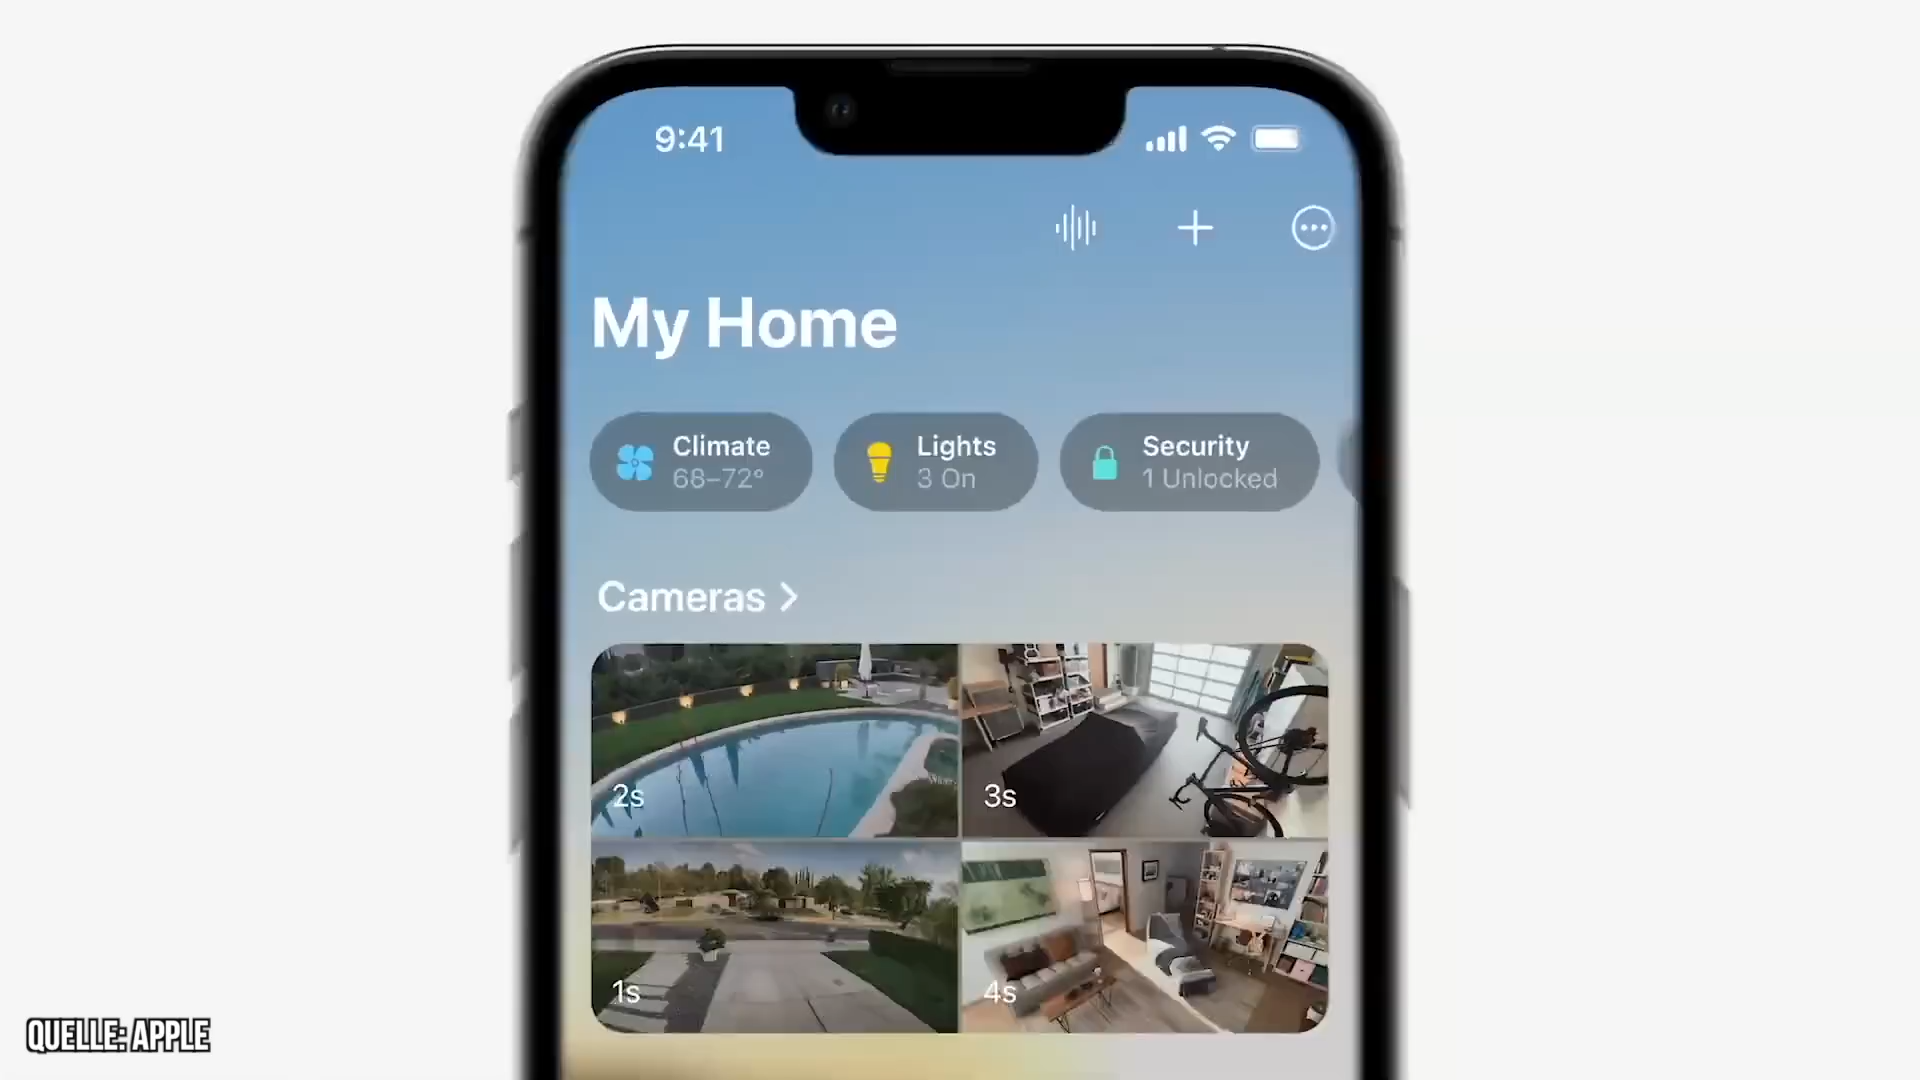 9:41
My Home
Climate
68–72°
Lights
3 On
Security
1 Unlocked
Cameras
2s
3s
1s
4s
QUELLE: APPLE